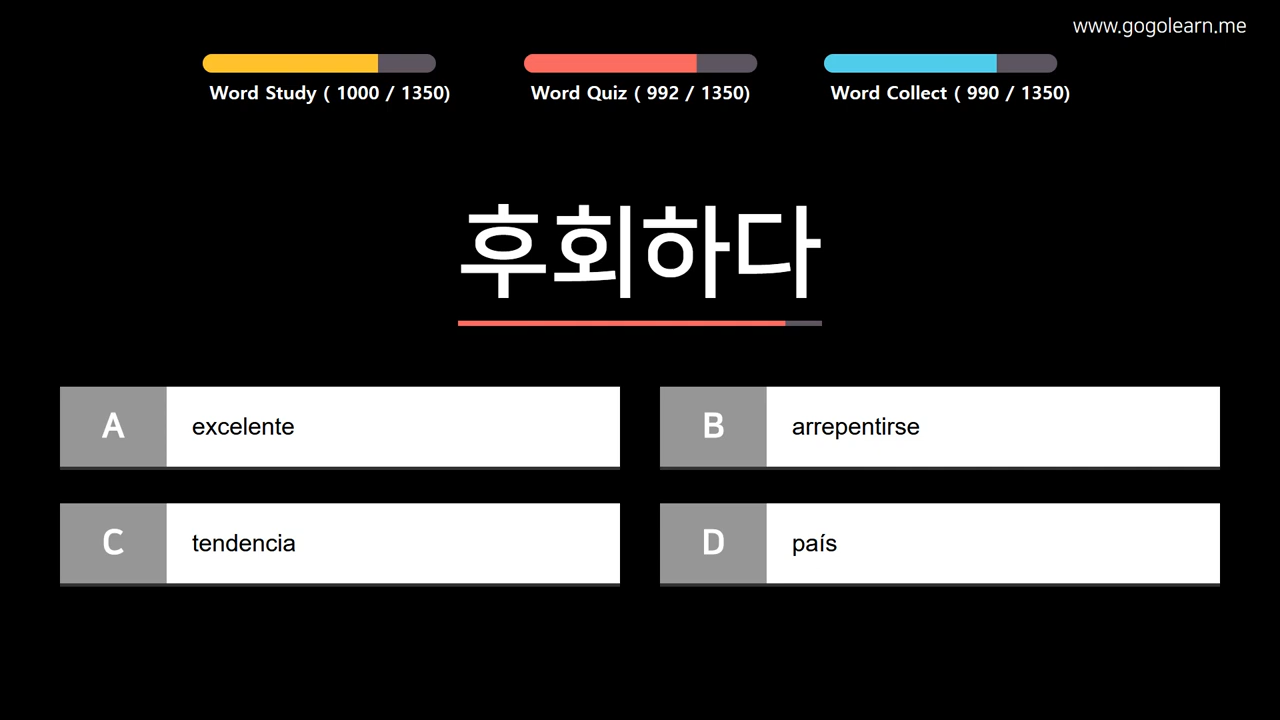 www.gogolearn.me
Word Study ( 1000 / 1350)
Word Quiz ( 992 / 1350)
Word Collect ( 990 / 1350)
후회하다
A excelente
B arrepentirse
C tendencia
D país